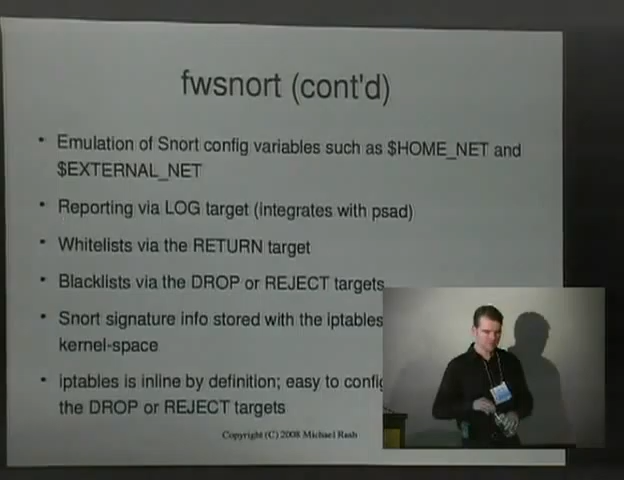 fwsnort (cont'd)
• Emulation of Snort config variables such as $HOME_NET and
$EXTERNAL_NET
• Reporting via LOG target (integrates with psad)
• Whitelists via the RETURN target
• Blacklists via the DROP or REJECT targets
• Snort signature info stored with the iptables
kernel-space
• iptables is inline by definition; easy to
the DROP or REJECT targets
Copyright (C) 2008 Michael Rash